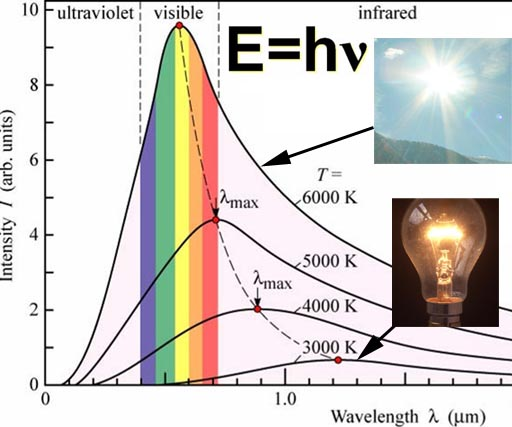 10
ultraviolet
visible
infrared
E=hν
8
Intensity I (arb. units)
6
T =
6000 K
λmax
4
5000 K
λmax
4000 K
2
3000 K
0
0
1.0
Wavelength λ (μm)